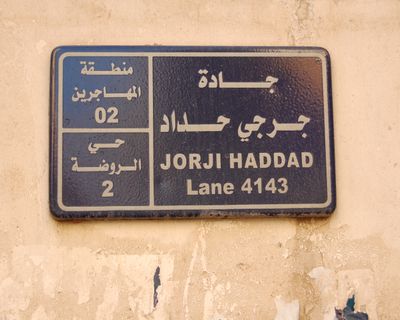 جادة
جرجي حداد
JORJI HADDAD
Lane 4143
منطقة
المهاجرين
02
حي
الروضة
2